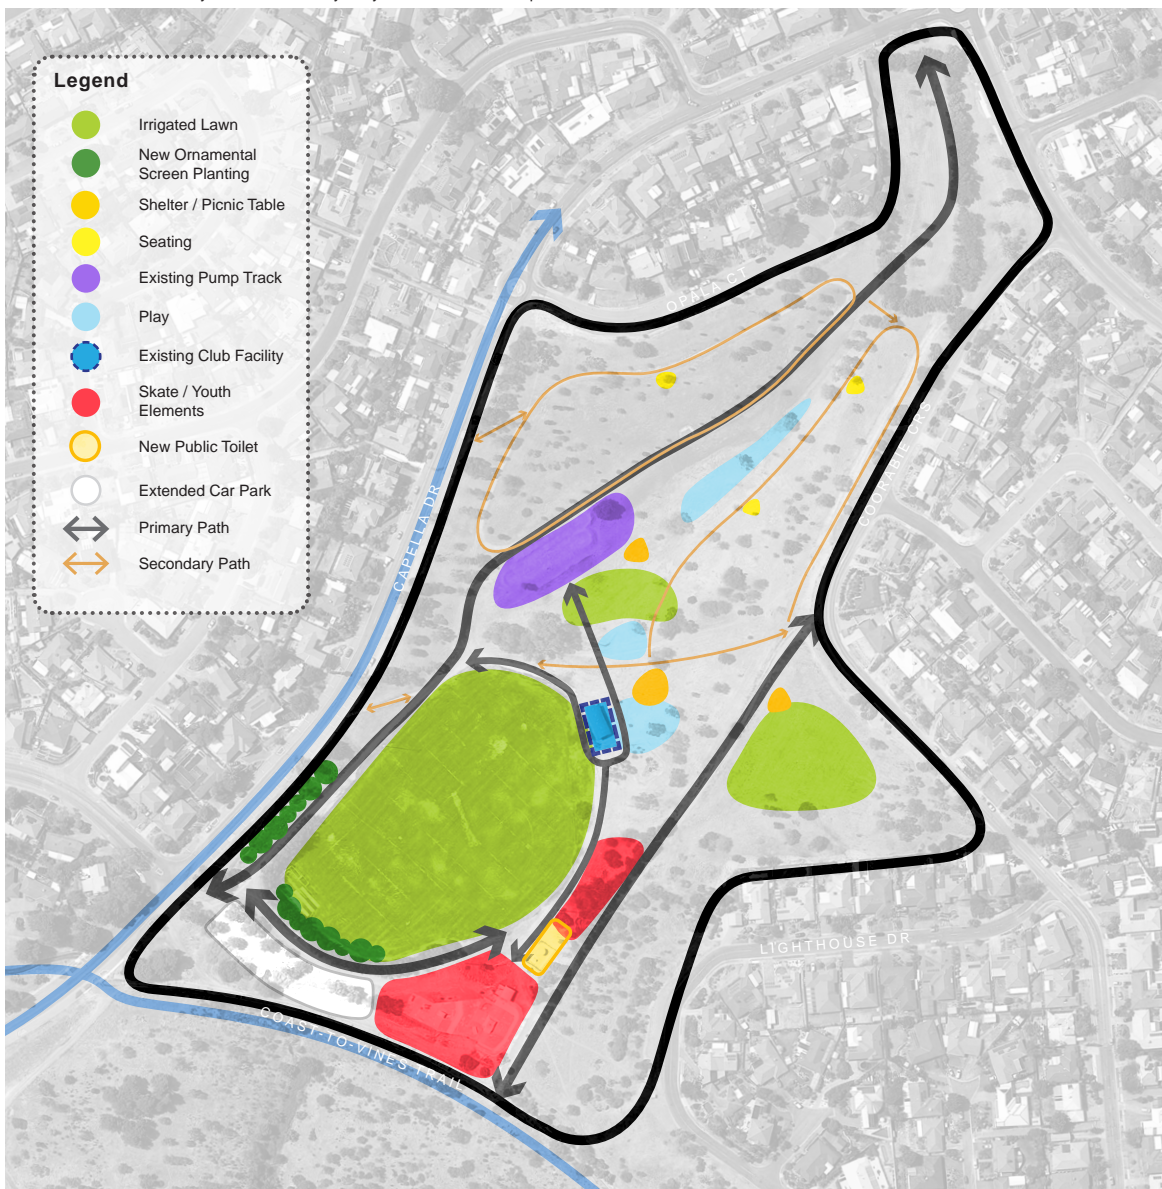 Legend
Irrigated Lawn
New Ornamental
Screen Planting
Shelter / Picnic Table
Seating
Existing Pump Track
Play
Existing Club Facility
Skate / Youth
Elements
New Public Toilet
Extended Car Park
Primary Path
Secondary Path
OPALA CT
CAPELLA DR
LIGHTHOUSE DR
COAST-TO-VINES TRAIL